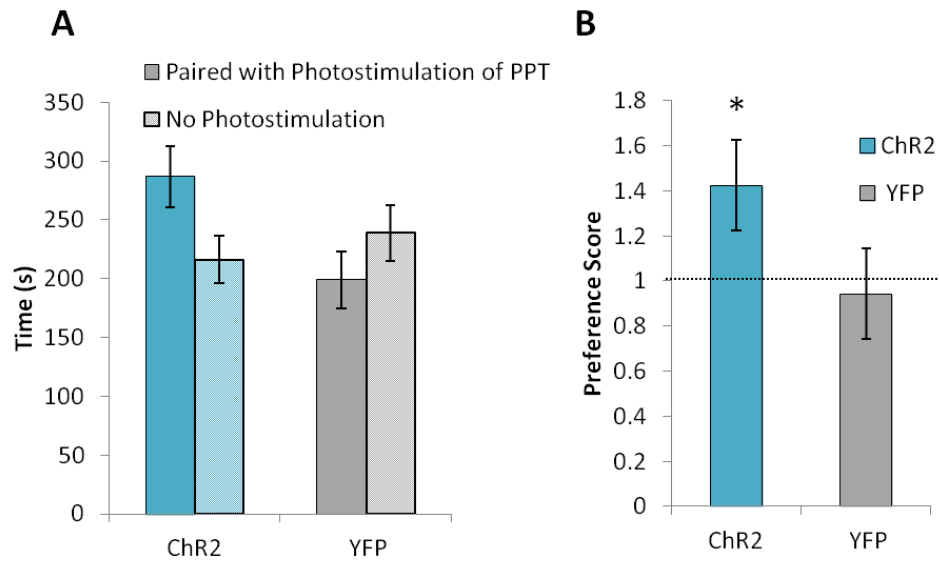 A
Paired with Photostimulation of PPT
No Photostimulation
Time (s)
350
300
250
200
150
100
50
0
ChR2
YFP
B
*
ChR2
YFP
Preference Score
1.8
1.6
1.4
1.2
1
0.8
0.6
0.4
0.2
0
ChR2
YFP